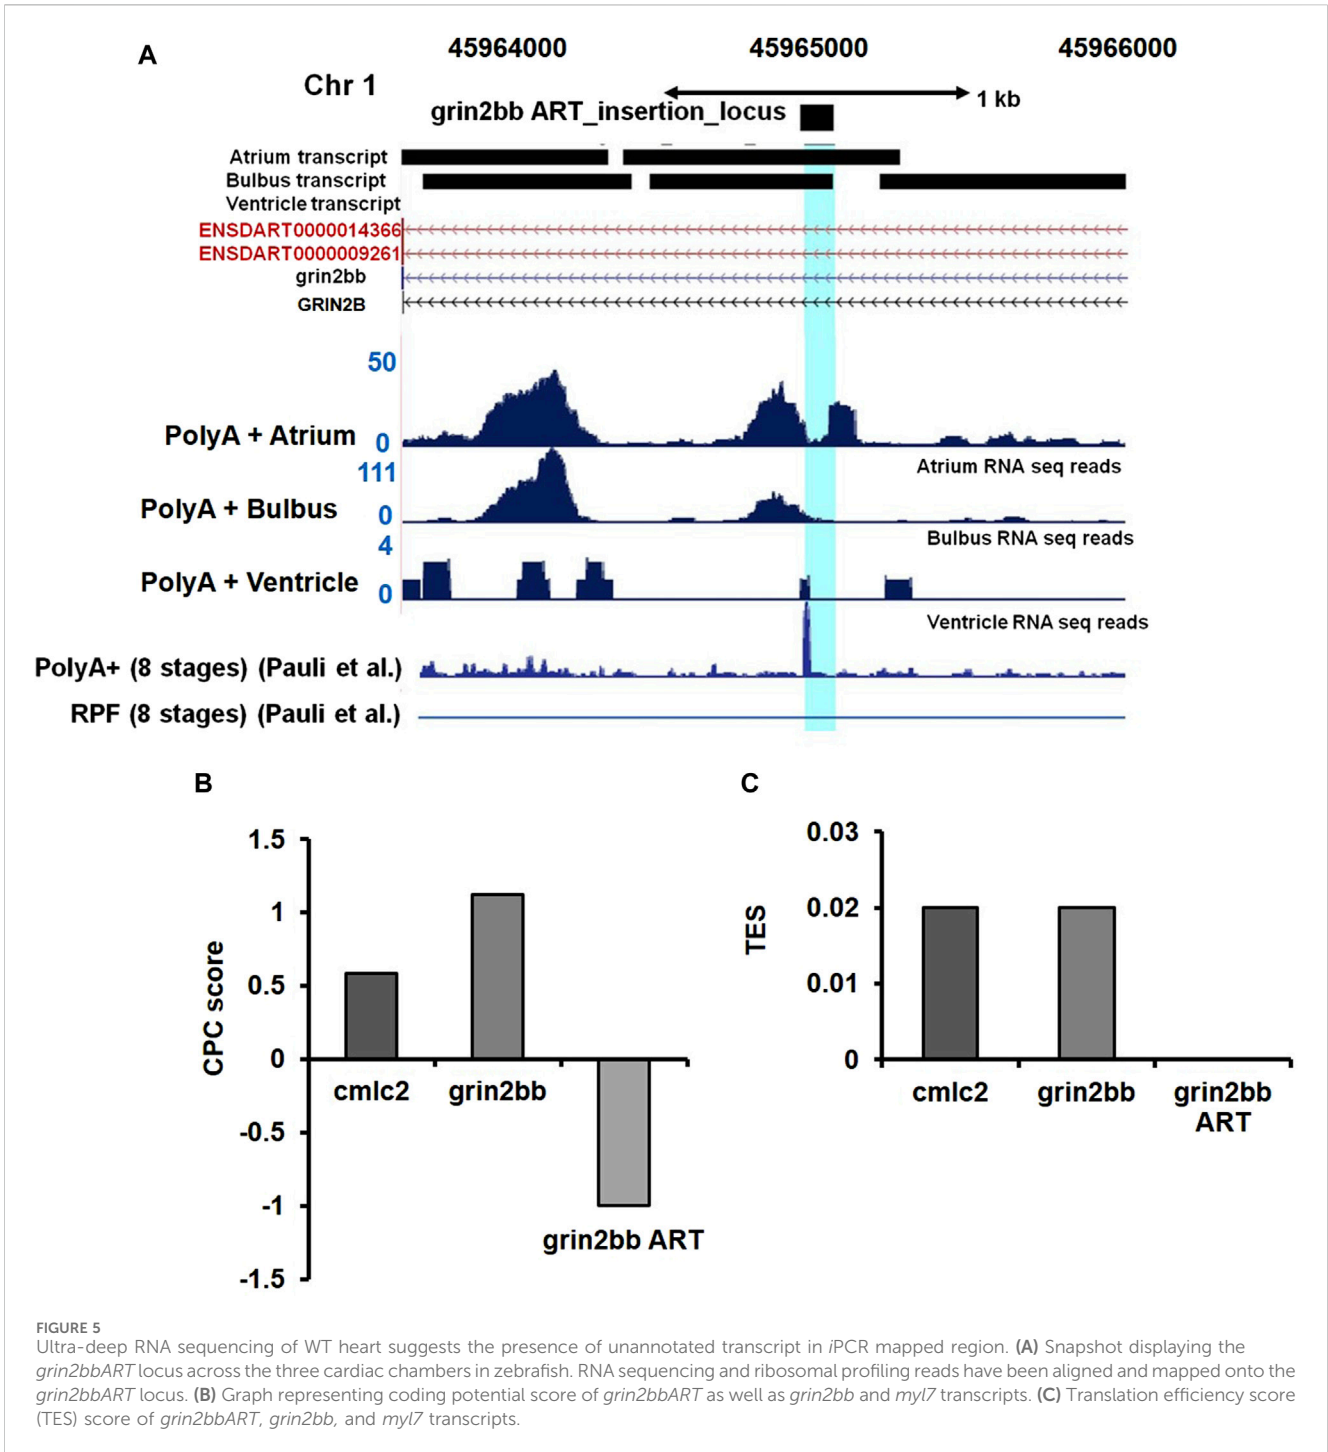 A
45964000 45965000 45966000
Chr 1
1 kb
grin2bb ART_insertion_locus
Atrium transcript
Bulbus transcript
Ventricle transcript
ENSDART0000014366
ENSDART0000009261
grin2bb
GRIN2B
50
PolyA + Atrium 0
Atrium RNA seq reads
111
PolyA + Bulbus 0
Bulbus RNA seq reads
4
PolyA + Ventricle 0
Ventricle RNA seq reads
PolyA+ (8 stages) (Pauli et al.)
RPF (8 stages) (Pauli et al.)
B
CPC score
1.5
1
0.5
0
-0.5
-1
-1.5
cmlc2 grin2bb
grin2bb ART
C
TES
0.03
0.02
0.01
0
cmlc2 grin2bb grin2bb
ART
FIGURE 5
Ultra-deep RNA sequencing of WT heart suggests the presence of unannotated transcript in iPCR mapped region. (A) Snapshot displaying the
grin2bbART locus across the three cardiac chambers in zebrafish. RNA sequencing and ribosomal profiling reads have been aligned and mapped onto the
grin2bbART locus. (B) Graph representing coding potential score of grin2bbART as well as grin2bb and myl7 transcripts. (C) Translation efficiency score
(TES) score of grin2bbART, grin2bb, and myl7 transcripts.